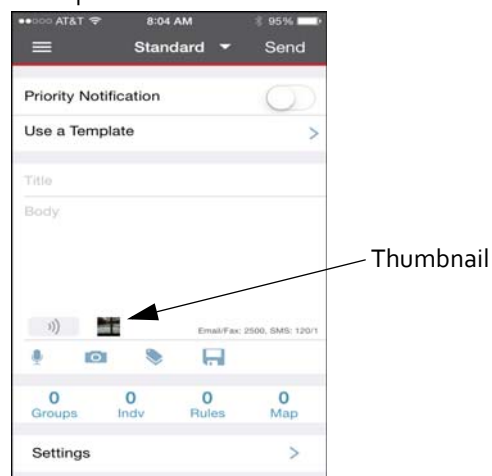 AT&T 8:04 AM 95%
Standard Send
Priority Notification
Use a Template >
Title
Body
Thumbnail
Email/Fax: 2500, SMS: 120/1
0 0 0 0
Groups Indv Rules Map
Settings >